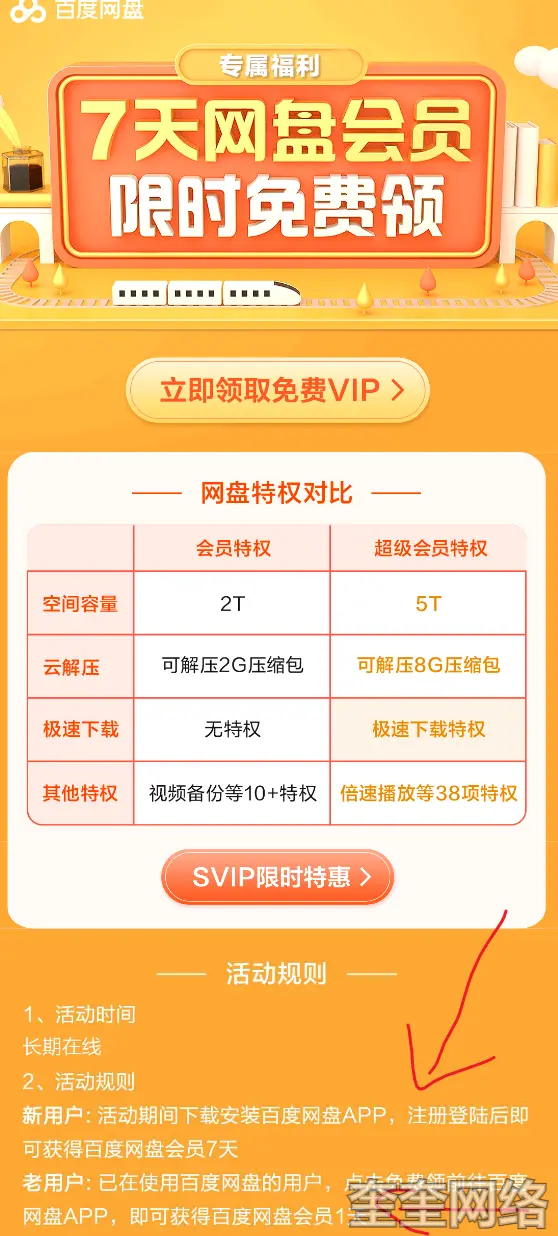 百度网盘
专属福利
7天网盘会员
限时免费领
立即领取免费VIP >
网盘特权对比
会员特权 超级会员特权
空间容量 2T 5T
云解压 可解压2G压缩包 可解压8G压缩包
极速下载 无特权 极速下载特权
其他特权 视频备份等10+特权 倍速播放等38项特权
SVIP限时特惠 >
活动规则
1、活动时间
长期在线
2、活动规则
新用户: 活动期间下载安装百度网盘APP，注册登陆后即
可获得百度网盘会员7天
老用户: 已在使用百度网盘的用户，点击免费领前往百度
网盘APP，即可获得百度网盘会员1天
奎奎网络